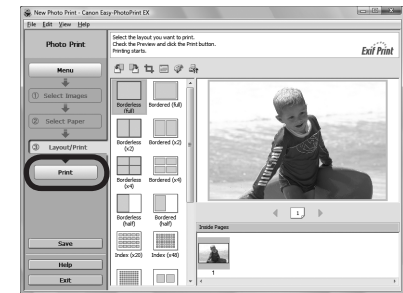 New Photo Print - Canon Easy-PhotoPrint EX
File Edit View Help
Photo Print
Select the layout you want to print.
Check the Preview and click the Print button.
Printing starts.
Exif Print
Menu
① Select Images
② Select Paper
③ Layout/Print
Print
Save
Help
Exit
Borderless (full)
Bordered (full)
Borderless (x2)
Bordered (x2)
Borderless (x4)
Bordered (x4)
Borderless (half)
Bordered (half)
Index (x20)
Index (x48)
1
Inside Pages
1